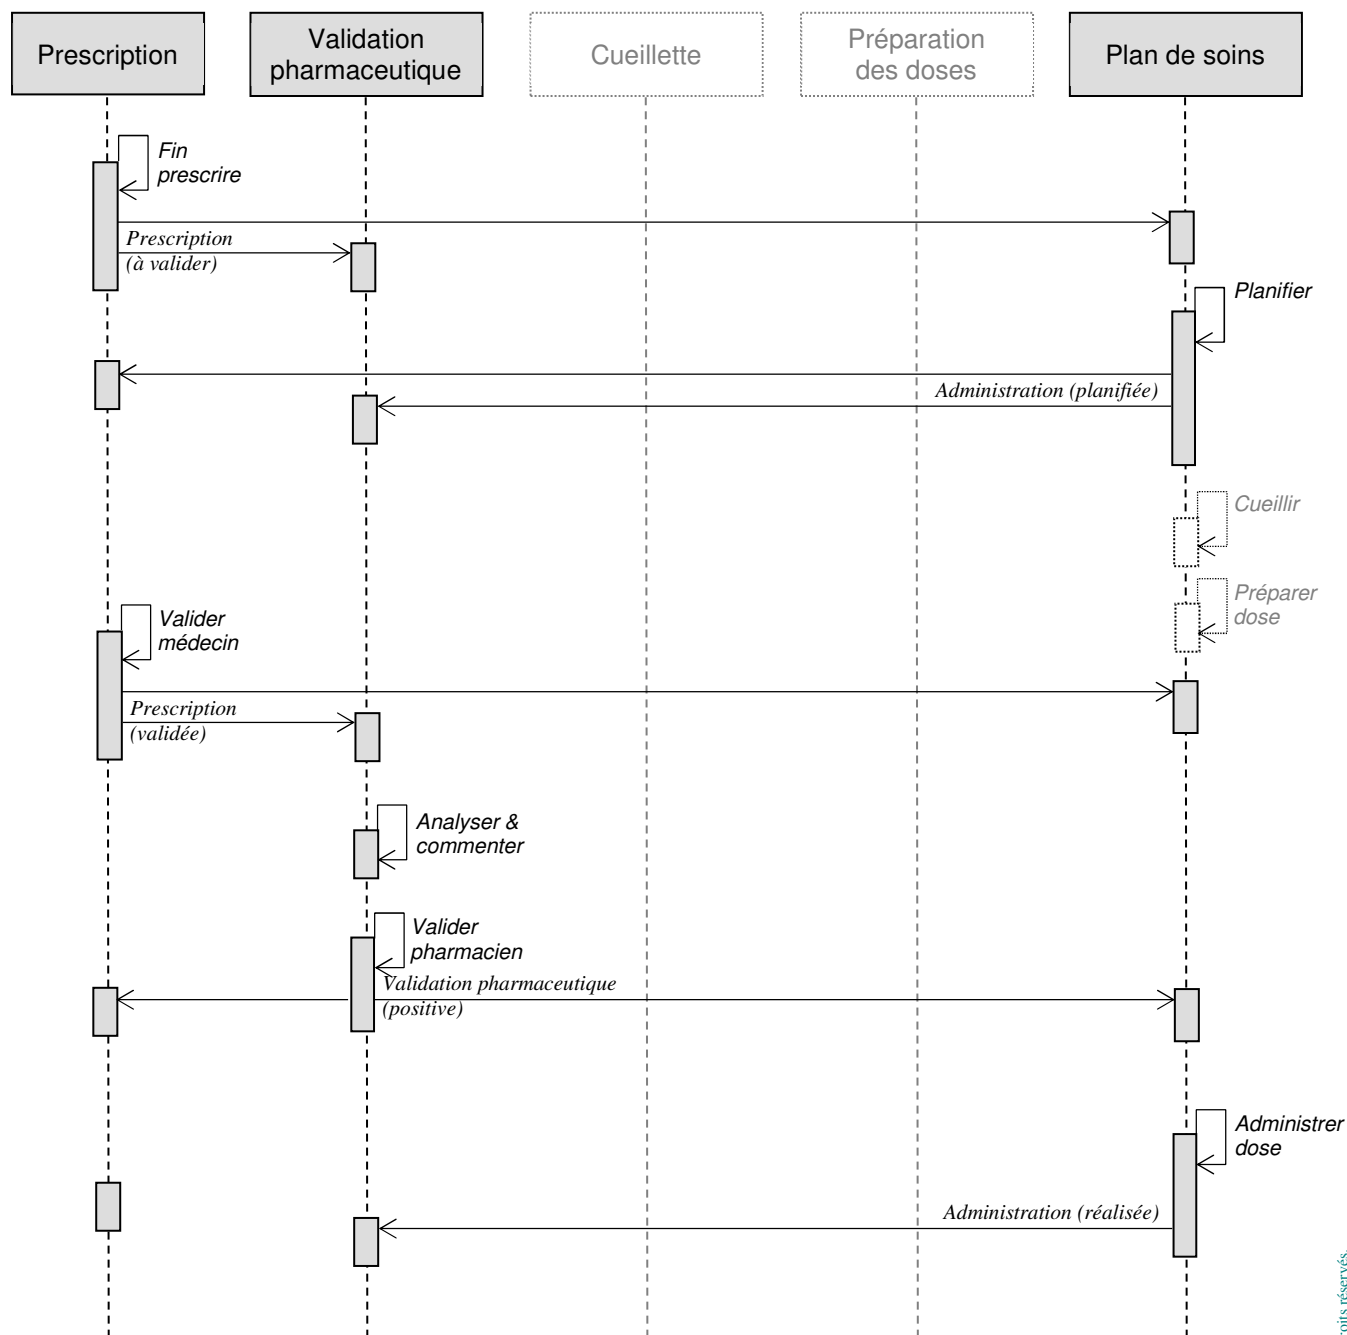 Prescription
Validation
pharmaceutique
Cueillette
Préparation
des doses
Plan de soins
Fin
prescrire
Prescription
(à valider)
Planifier
Administration (planifiée)
Cueillir
Préparer
dose
Valider
médecin
Prescription
(validée)
Analyser &
commenter
Valider
pharmacien
Validation pharmaceutique
(positive)
Administrer
dose
Administration (réalisée)
réservés.